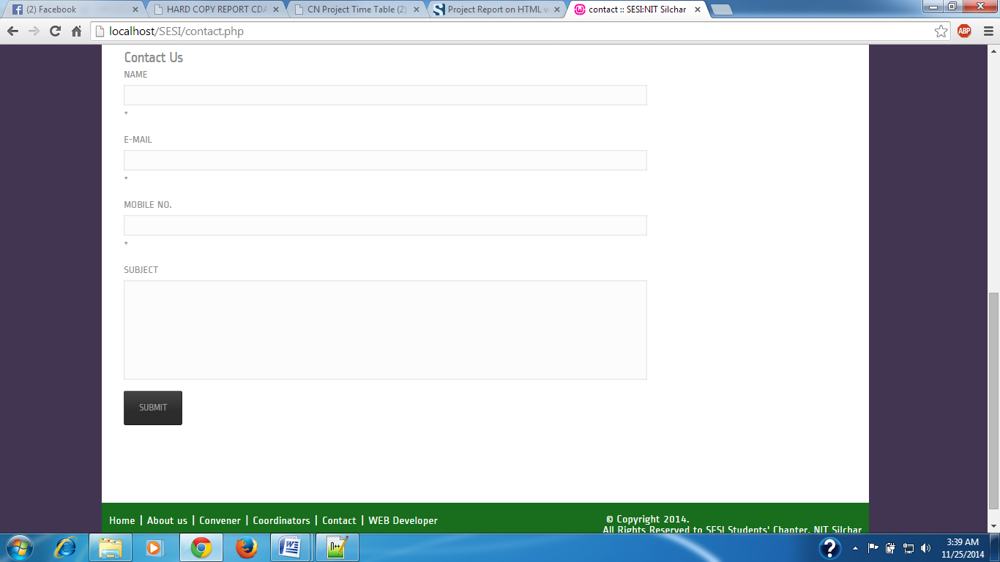 (2) Facebook
HARD COPY REPORT CDA
CN Project Time Table (2)
Project Report on HTML w
contact :: SESI:NIT Silchar
localhost/SESI/contact.php
ABP
Contact Us
NAME
*
E-MAIL
*
MOBILE NO.
*
SUBJECT
SUBMIT
Home | About us | Convener | Coordinators | Contact | WEB Developer
© Copyright 2014.
All Rights Reserved to SESI Students' Chapter, NIT Silchar
3:39 AM
11/25/2014